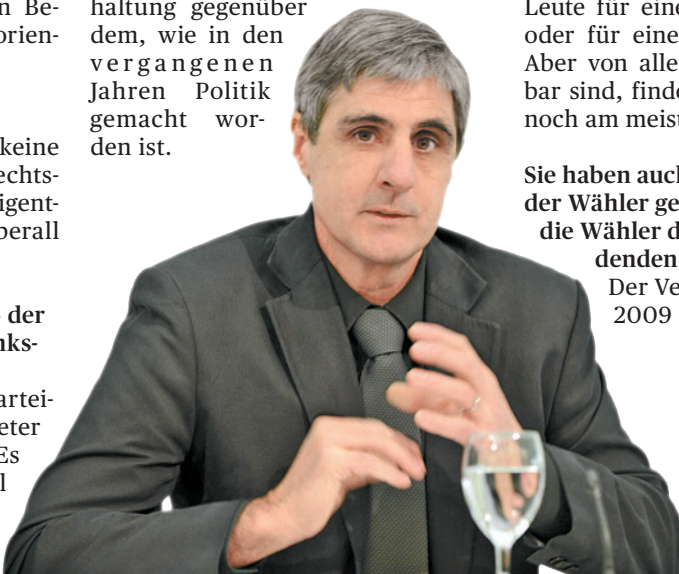 n Be-
orien-
keine
echts-
igent-
berall
der
nks-
artei-
eter
Es
l
haltung gegenüber
dem, wie in den
vergangenen
Jahren Politik
gemacht wor-
den ist.
Leute für eine
oder für eine
Aber von alle
bar sind, finde
noch am meist
Sie haben auch
der Wähler ge
die Wähler d
denden
Der Ve
2009